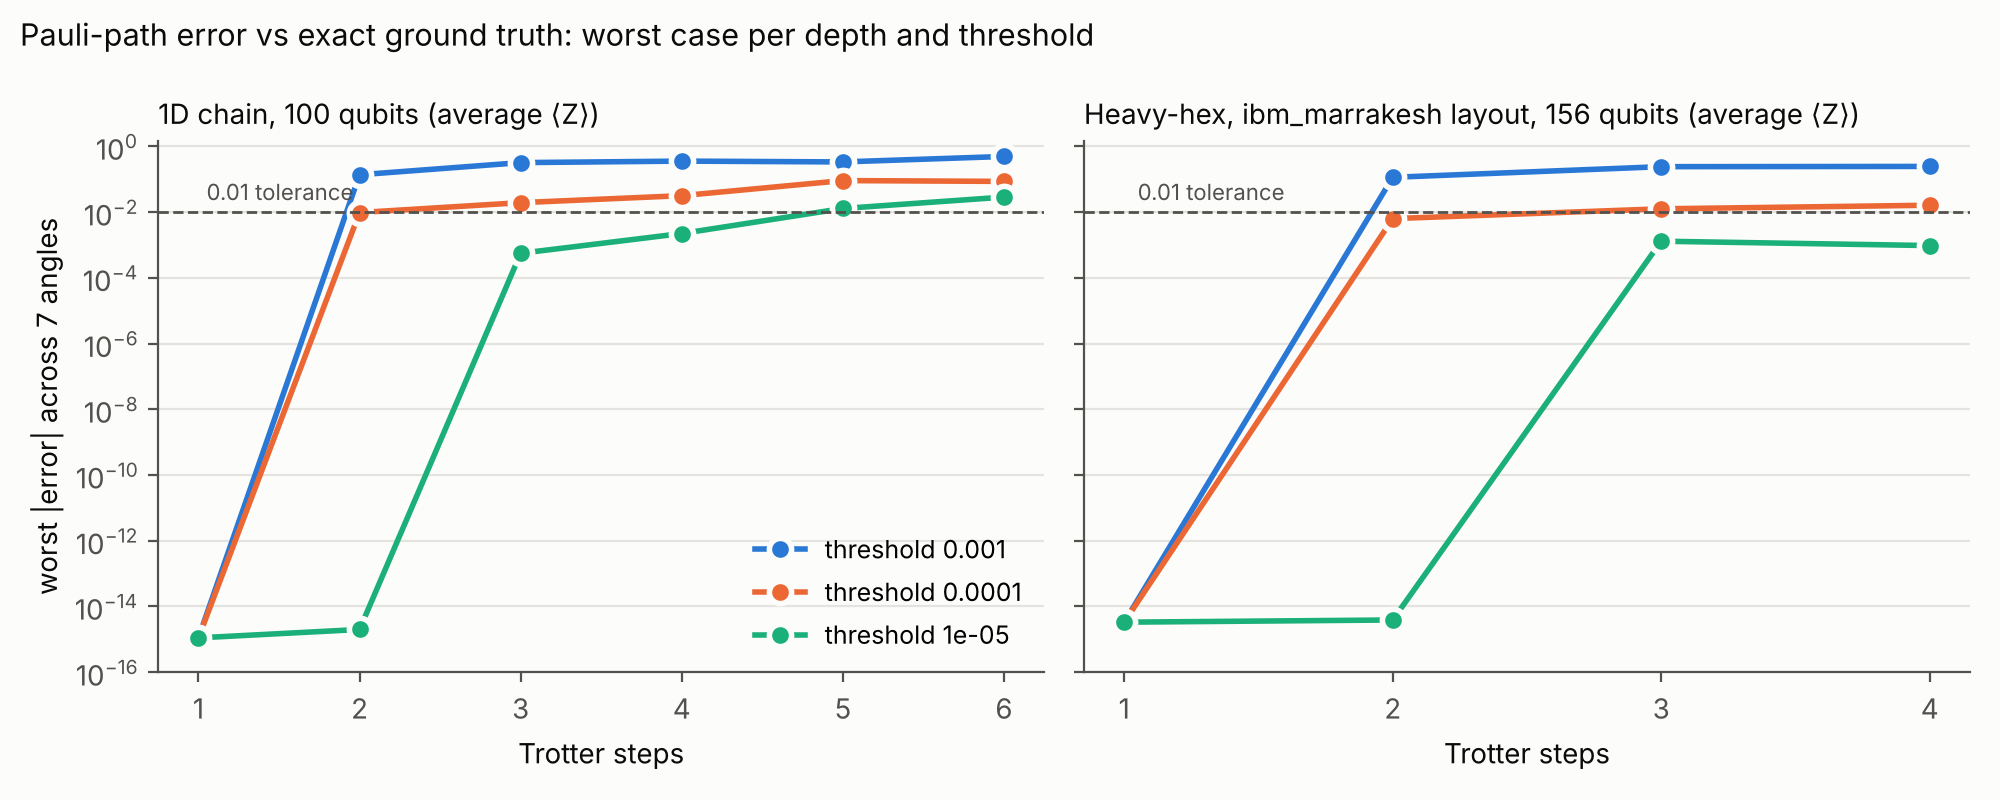 Pauli-path error vs exact ground truth: worst case per depth and threshold
1D chain, 100 qubits (average ⟨Z⟩)
worst |error| across 7 angles
10⁰
10⁻²
10⁻⁴
10⁻⁶
10⁻⁸
10⁻¹⁰
10⁻¹²
10⁻¹⁴
10⁻¹⁶
0.01 tolerance
threshold 0.001
threshold 0.0001
threshold 1e-05
1 2 3 4 5 6
Trotter steps
Heavy-hex, ibm_marrakesh layout, 156 qubits (average ⟨Z⟩)
0.01 tolerance
1 2 3 4
Trotter steps